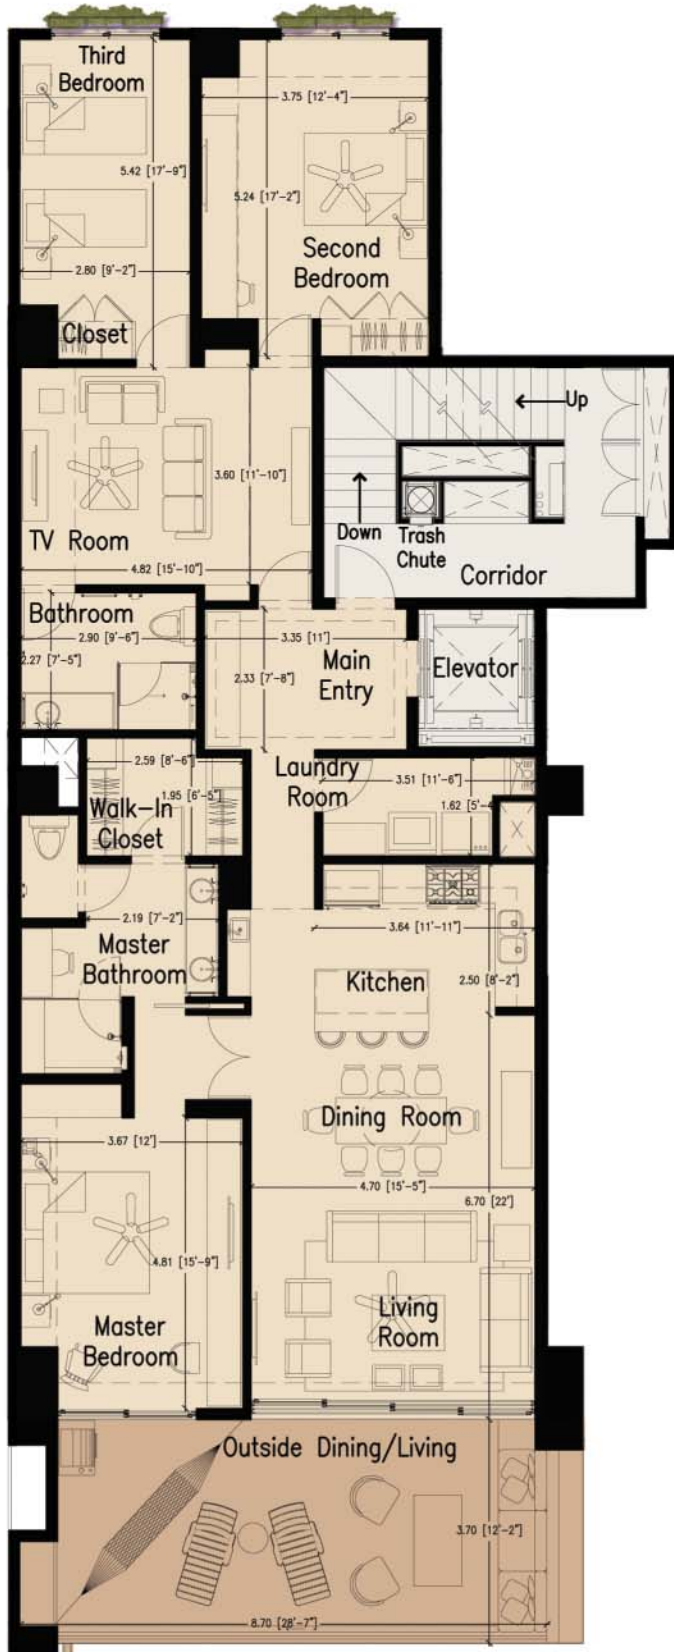 Third
Bedroom
3.75 [12'-4"]
5.42 [17'-9"]
5.24 [17'-2"]
Second
Bedroom
2.80 [9'-2"]
Closet
Up
3.60 [11'-10"]
TV Room
Down
Trash
Chute
4.82 [15'-10"]
Corridor
Bathroom
2.90 [9'-6"]
3.35 [11']
2.27 [7'-5"]
2.33 [7'-8"]
Main
Entry
Elevator
2.59 [8'-6"]
Laundry
Room
3.51 [11'-6"]
1.95 [6'-5"]
1.62 [5'-4
Walk-In
Closet
2.19 [7'-2"]
3.64 [11'-11"]
Master
Bathroom
Kitchen
2.50 [8'-2"]
Dining Room
3.67 [12']
4.70 [15'-5"]
6.70 [22']
4.81 [15'-9"]
Living
Room
Master
Bedroom
Outside Dining/Living
3.70 [12'-2"]
8.70 [28'-7"]